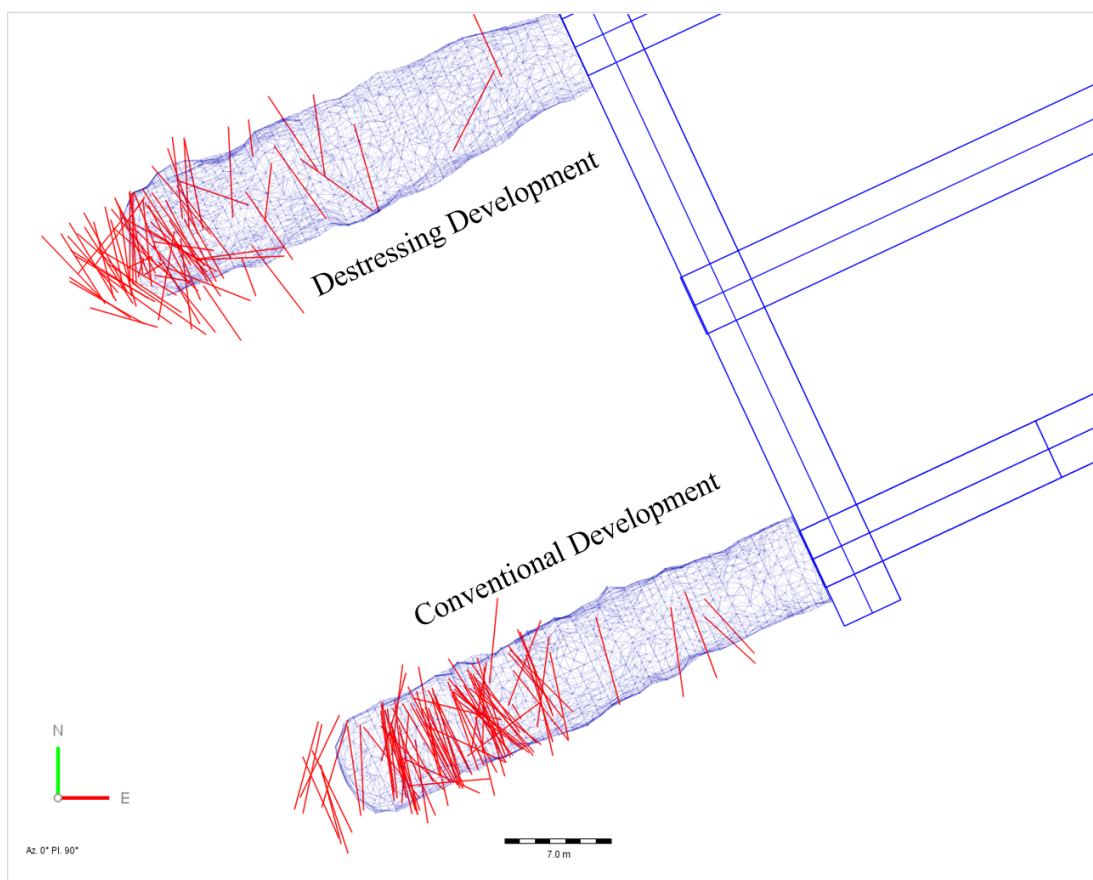 Destressing Development
Conventional Development
N
E
Az. 0° Pl. 90°
7.0 m